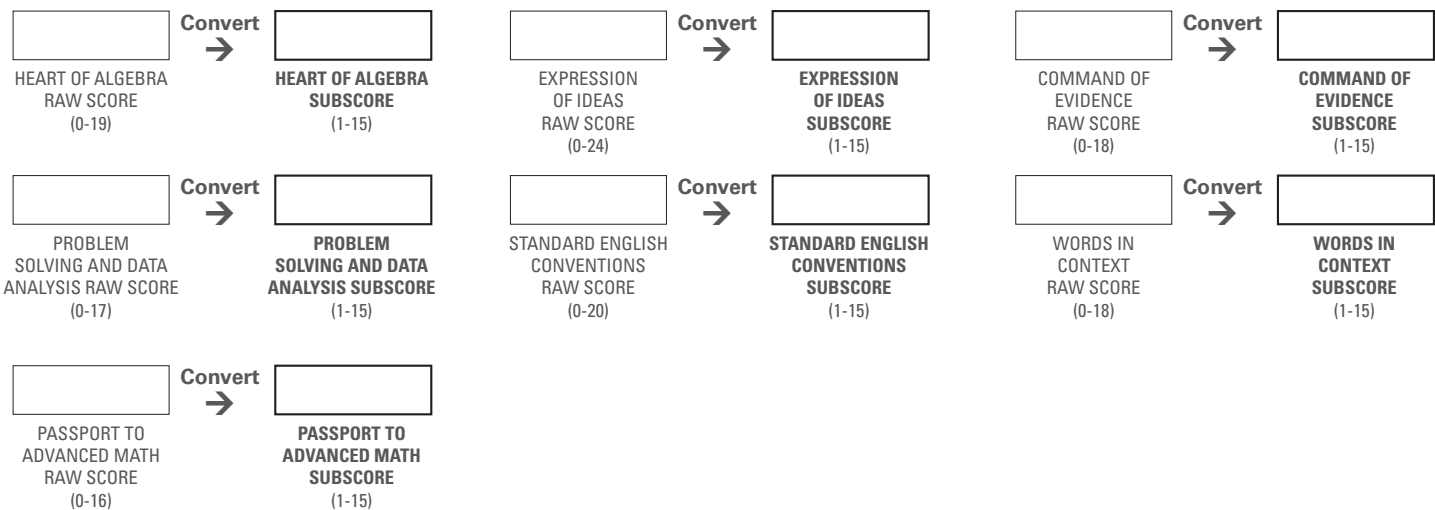 Convert
→
HEART OF ALGEBRA
RAW SCORE
(0-19)
HEART OF ALGEBRA
SUBSCORE
(1-15)
Convert
→
EXPRESSION
OF IDEAS
RAW SCORE
(0-24)
EXPRESSION
OF IDEAS
SUBSCORE
(1-15)
Convert
→
COMMAND OF
EVIDENCE
RAW SCORE
(0-18)
COMMAND OF
EVIDENCE
SUBSCORE
(1-15)
Convert
→
PROBLEM
SOLVING AND DATA
ANALYSIS RAW SCORE
(0-17)
PROBLEM
SOLVING AND DATA
ANALYSIS SUBSCORE
(1-15)
Convert
→
STANDARD ENGLISH
CONVENTIONS
RAW SCORE
(0-20)
STANDARD ENGLISH
CONVENTIONS
SUBSCORE
(1-15)
Convert
→
WORDS IN
CONTEXT
RAW SCORE
(0-18)
WORDS IN
CONTEXT
SUBSCORE
(1-15)
Convert
→
PASSPORT TO
ADVANCED MATH
RAW SCORE
(0-16)
PASSPORT TO
ADVANCED MATH
SUBSCORE
(1-15)